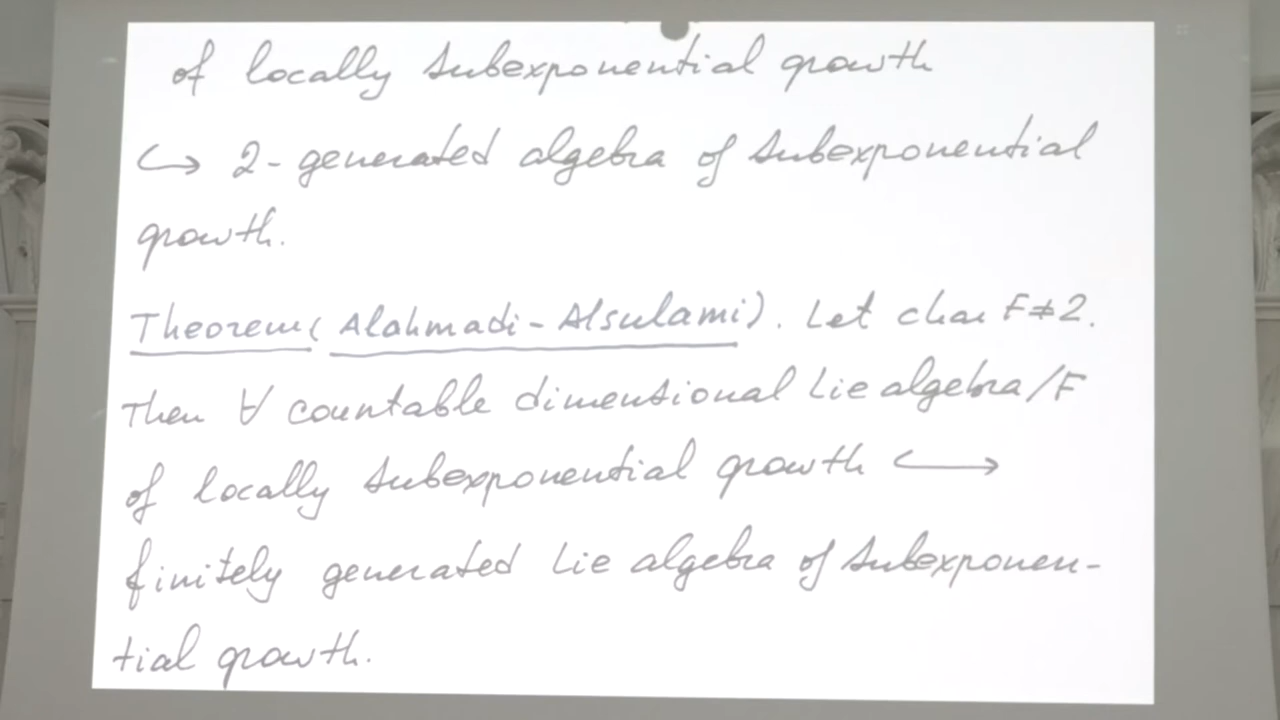 of locally subexponential growth
↪ 2-generated algebra of subexponential
growth.
Theorem (Alahmadi-Alsulami). Let char F≠2.
Then ∀ countable dimensional Lie algebra/F
of locally subexponential growth ↪
finitely generated Lie algebra of subexponen-
tial growth.